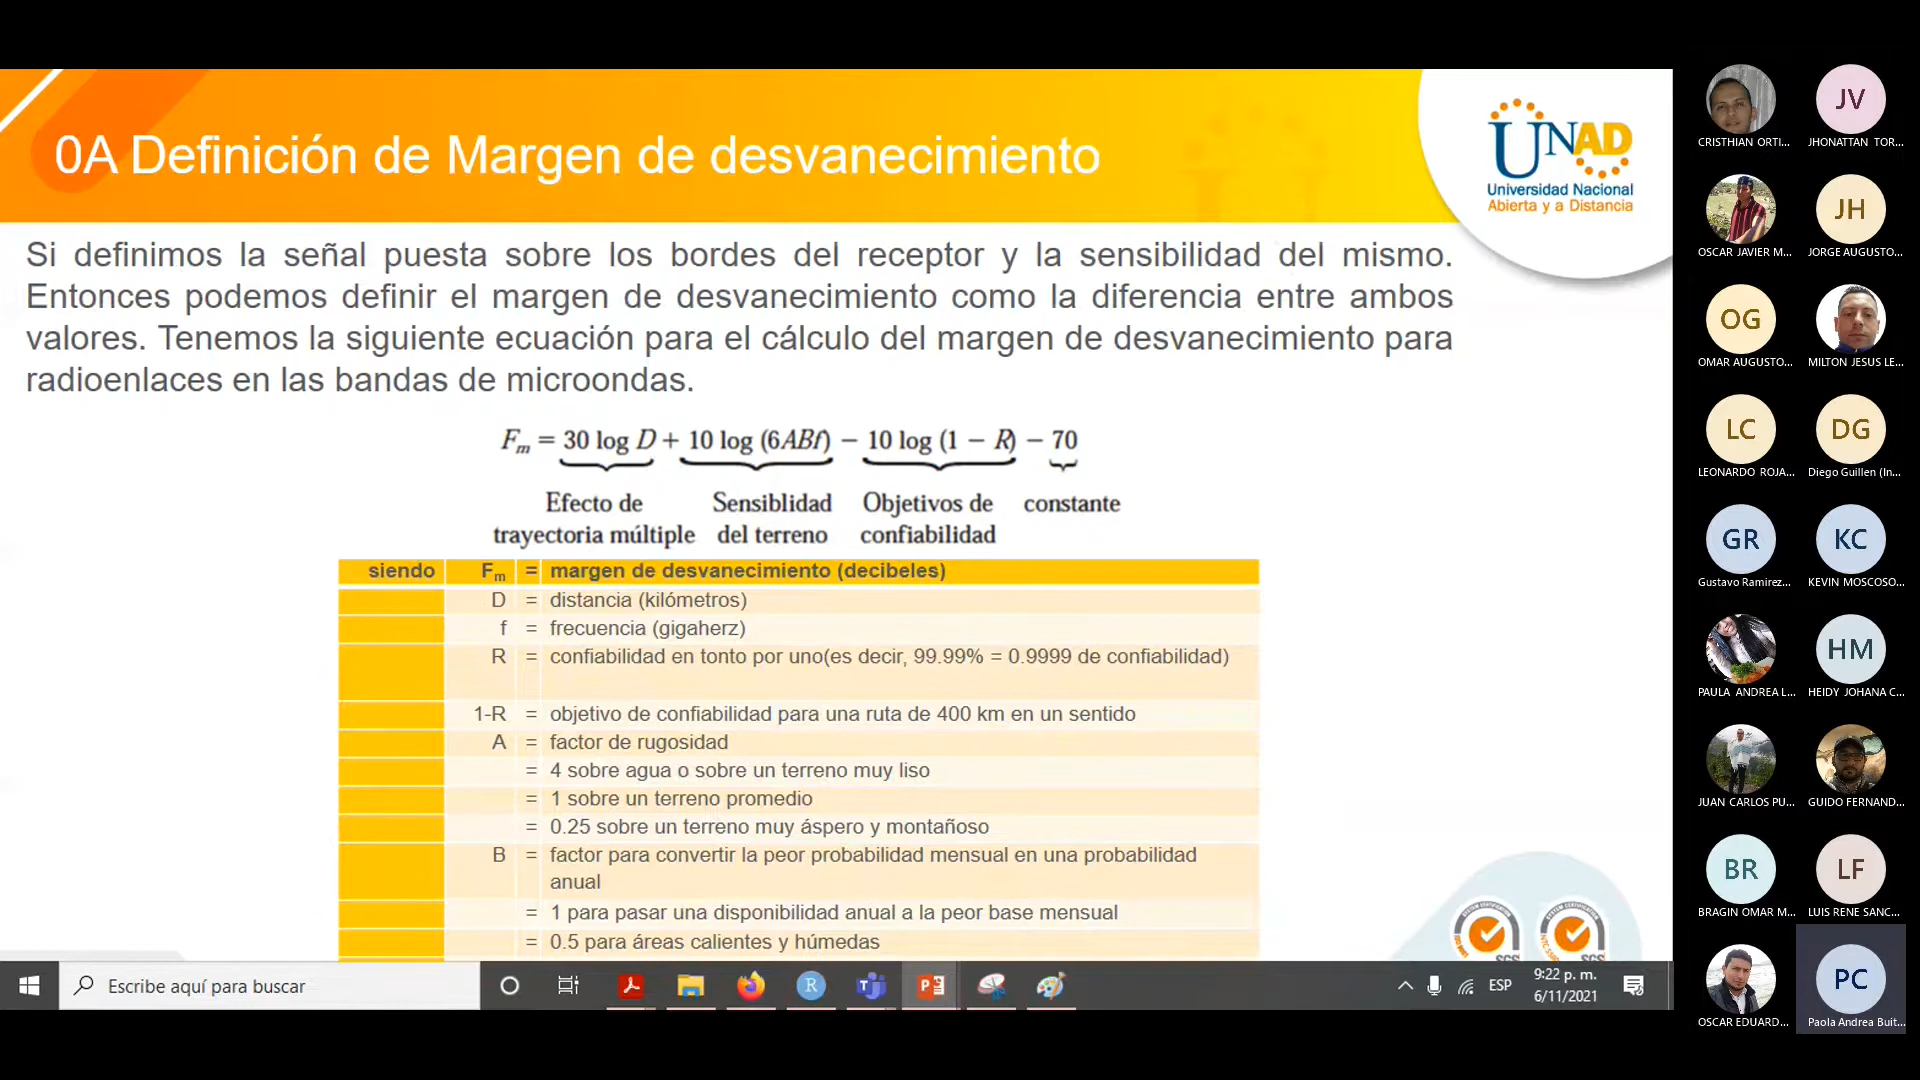 0A Definición de Margen de desvanecimiento
UNAD
Universidad Nacional
Abierta y a Distancia
Si definimos la señal puesta sobre los bordes del receptor y la sensibilidad del mismo.
Entonces podemos definir el margen de desvanecimiento como la diferencia entre ambos
valores. Tenemos la siguiente ecuación para el cálculo del margen de desvanecimiento para
radioenlaces en las bandas de microondas.
Fm = 30 log D + 10 log (6ABf) − 10 log (1 − R) − 70
Efecto de Sensiblidad Objetivos de constante
trayectoria múltiple del terreno confiabilidad
siendo Fm = margen de desvanecimiento (decibeles)
D = distancia (kilómetros)
f = frecuencia (gigaherz)
R = confiabilidad en tonto por uno(es decir, 99.99% = 0.9999 de confiabilidad)
1-R = objetivo de confiabilidad para una ruta de 400 km en un sentido
A = factor de rugosidad
= 4 sobre agua o sobre un terreno muy liso
= 1 sobre un terreno promedio
= 0.25 sobre un terreno muy áspero y montañoso
B = factor para convertir la peor probabilidad mensual en una probabilidad
anual
= 1 para pasar una disponibilidad anual a la peor base mensual
= 0.5 para áreas calientes y húmedas
SGS SGS
Escribe aquí para buscar
ESP
9:22 p. m.
6/11/2021
JV
CRISTHIAN ORTI... JHONATTAN TOR...
JH
OSCAR JAVIER M... JORGE AUGUSTO...
OG
OMAR AUGUSTO... MILTON JESUS LE...
LC DG
LEONARDO ROJA... Diego Guillen (In...
GR KC
Gustavo Ramirez... KEVIN MOSCOSO...
HM
PAULA ANDREA L... HEIDY JOHANA C...
JUAN CARLOS PU... GUIDO FERNAND...
BR LF
BRAGIN OMAR M... LUIS RENE SANC...
PC
OSCAR EDUARD... Paola Andrea Buit...